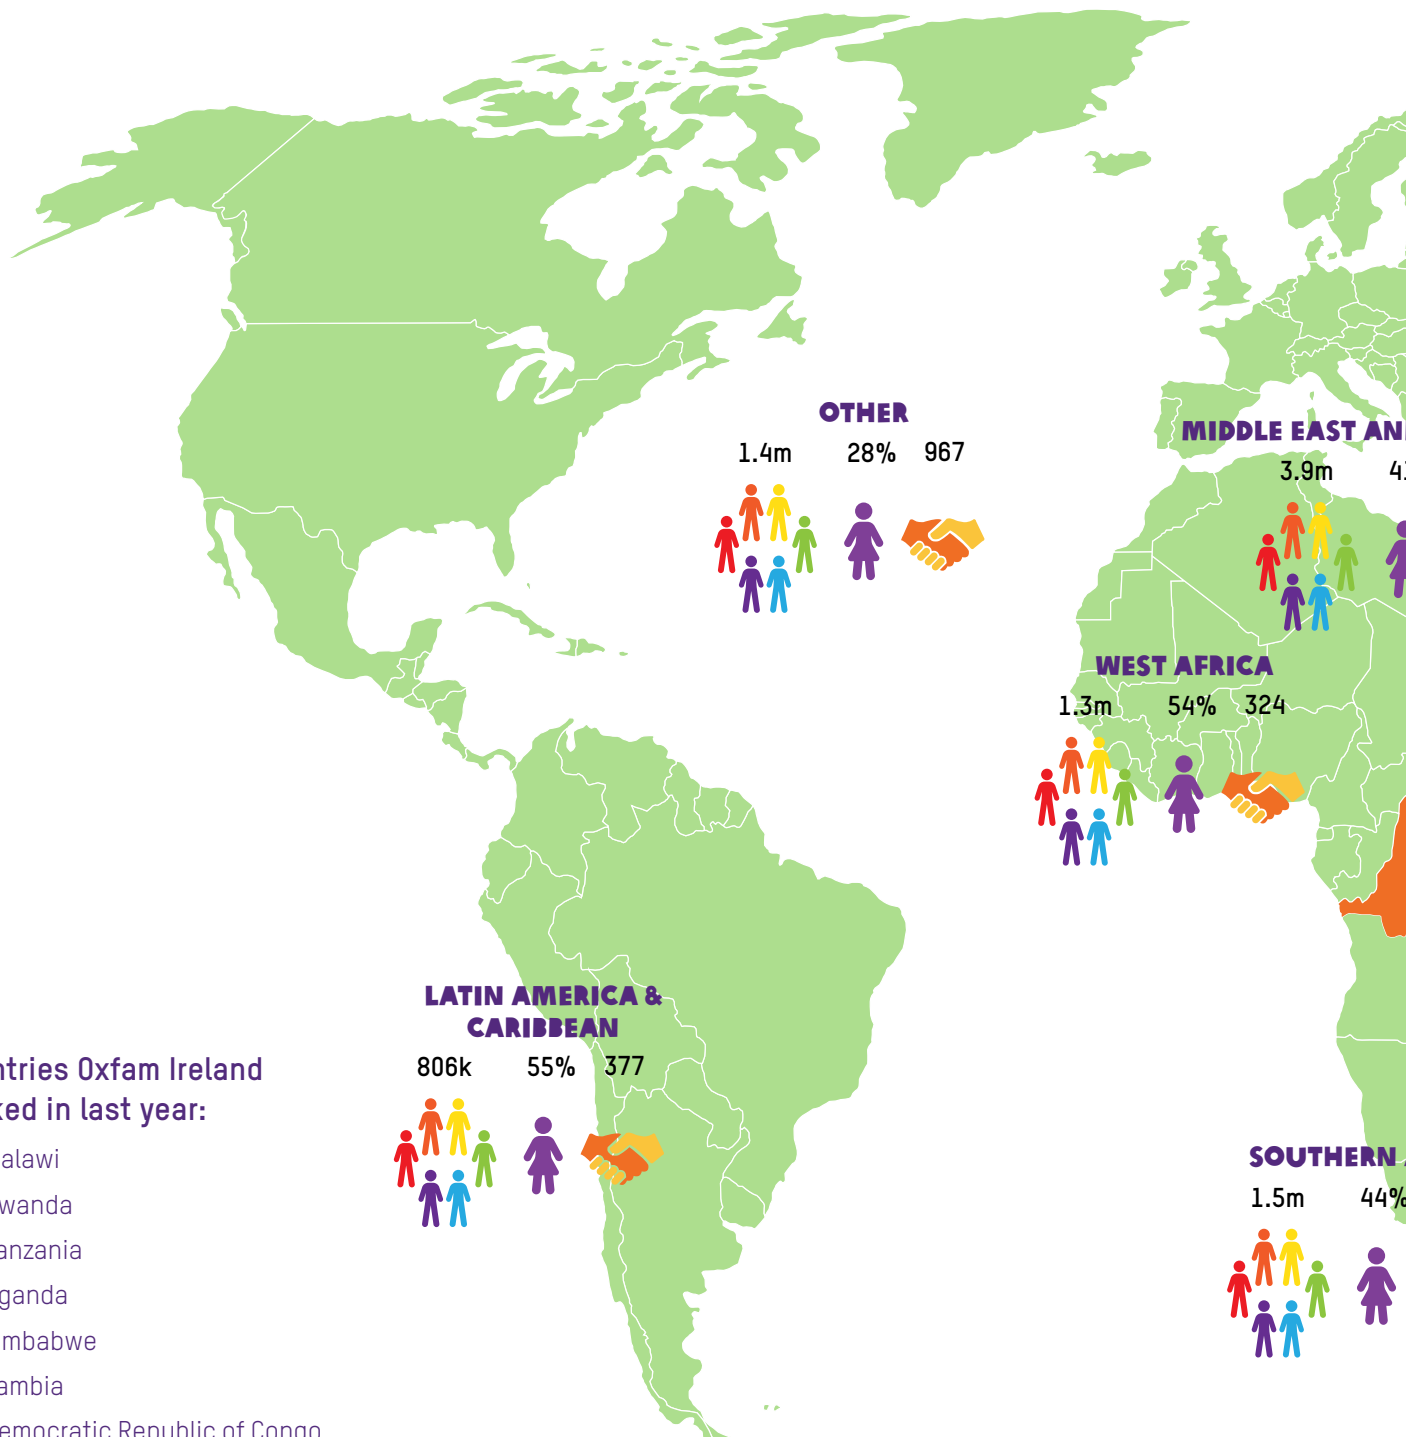 OTHER
1.4m 28% 967
MIDDLE EAST AN
3.9m 41
WEST AFRICA
1.3m 54% 324
LATIN AMERICA &
CARIBBEAN
806k 55% 377
ntries Oxfam Ireland
ked in last year:
alawi
wanda
anzania
ganda
mbabwe
ambia
emocratic Republic of Congo
SOUTHERN
1.5m 44%